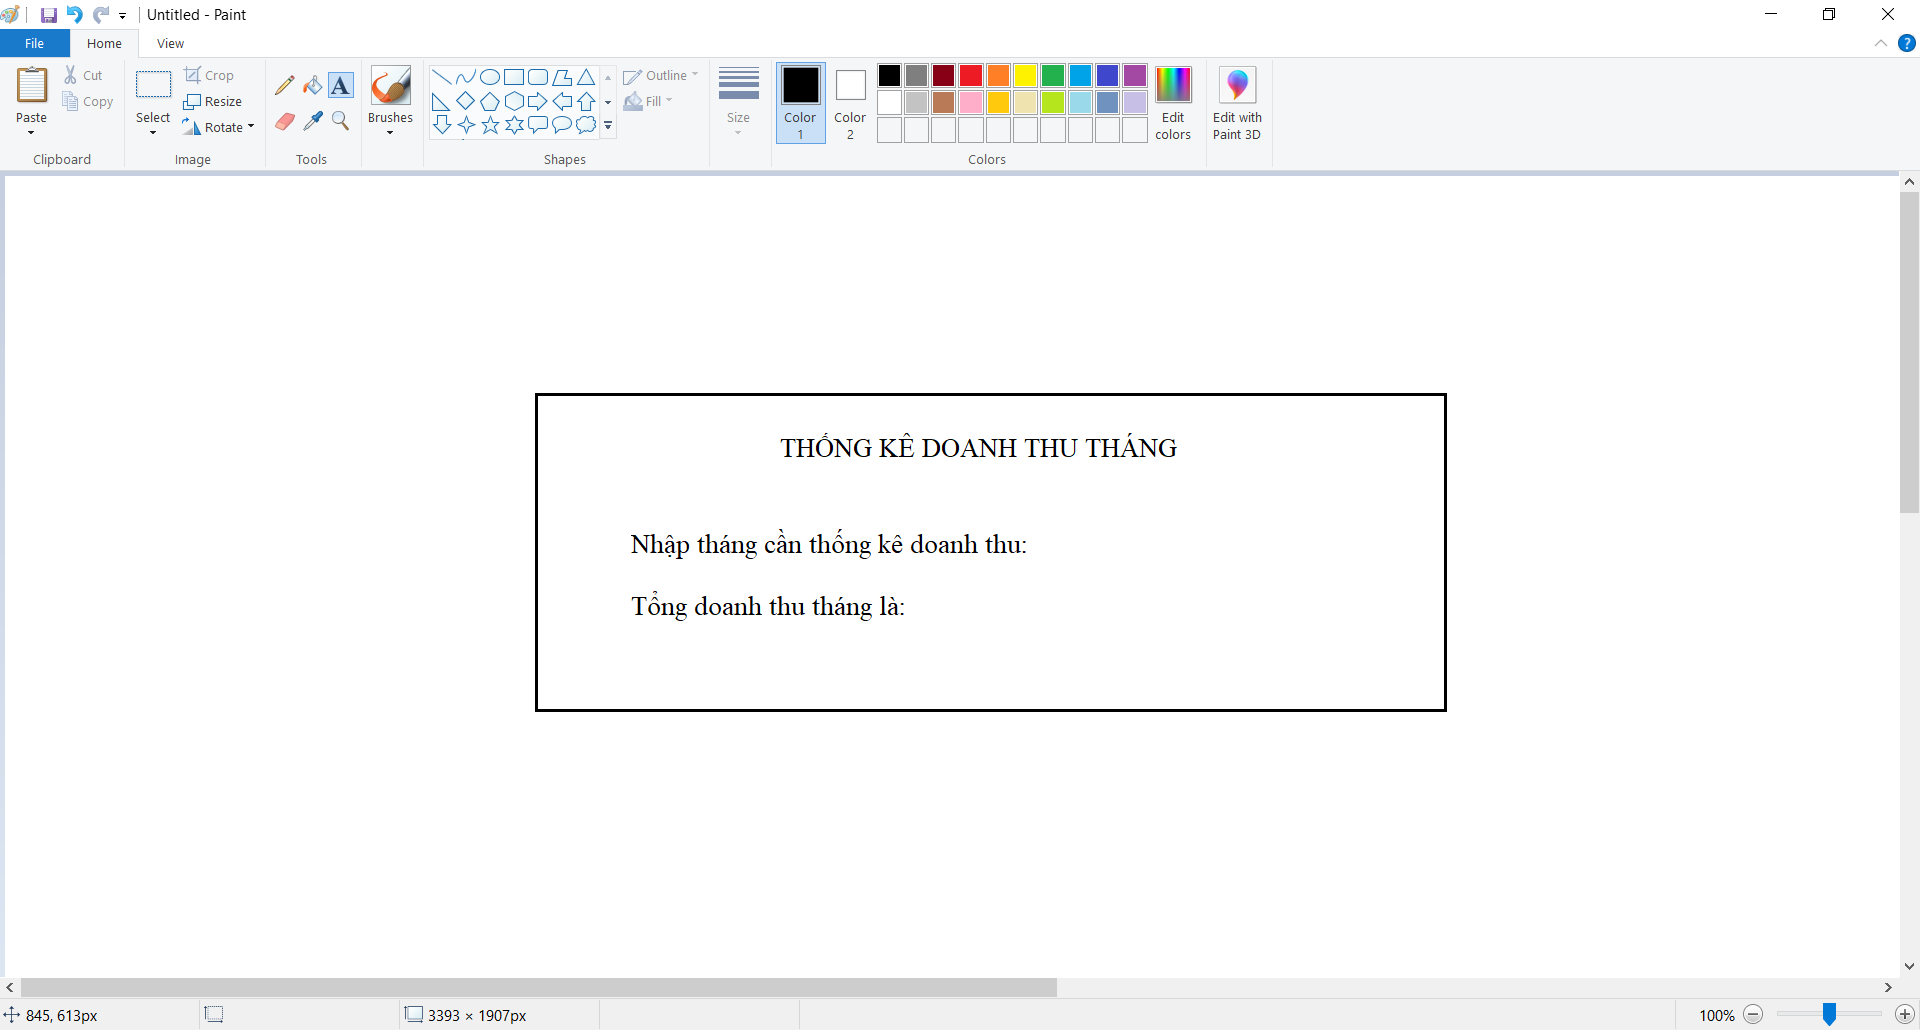 Untitled - Paint
File Home View
Paste
Cut
Copy
Clipboard
Select
Crop
Resize
Rotate
Image
A
Tools
Brushes
Shapes
Outline
Fill
Size
Color 1
Color 2
Edit colors
Colors
Edit with Paint 3D
THỐNG KÊ DOANH THU THÁNG
Nhập tháng cần thống kê doanh thu:
Tổng doanh thu tháng là:
845, 613px
3393 × 1907px
100%